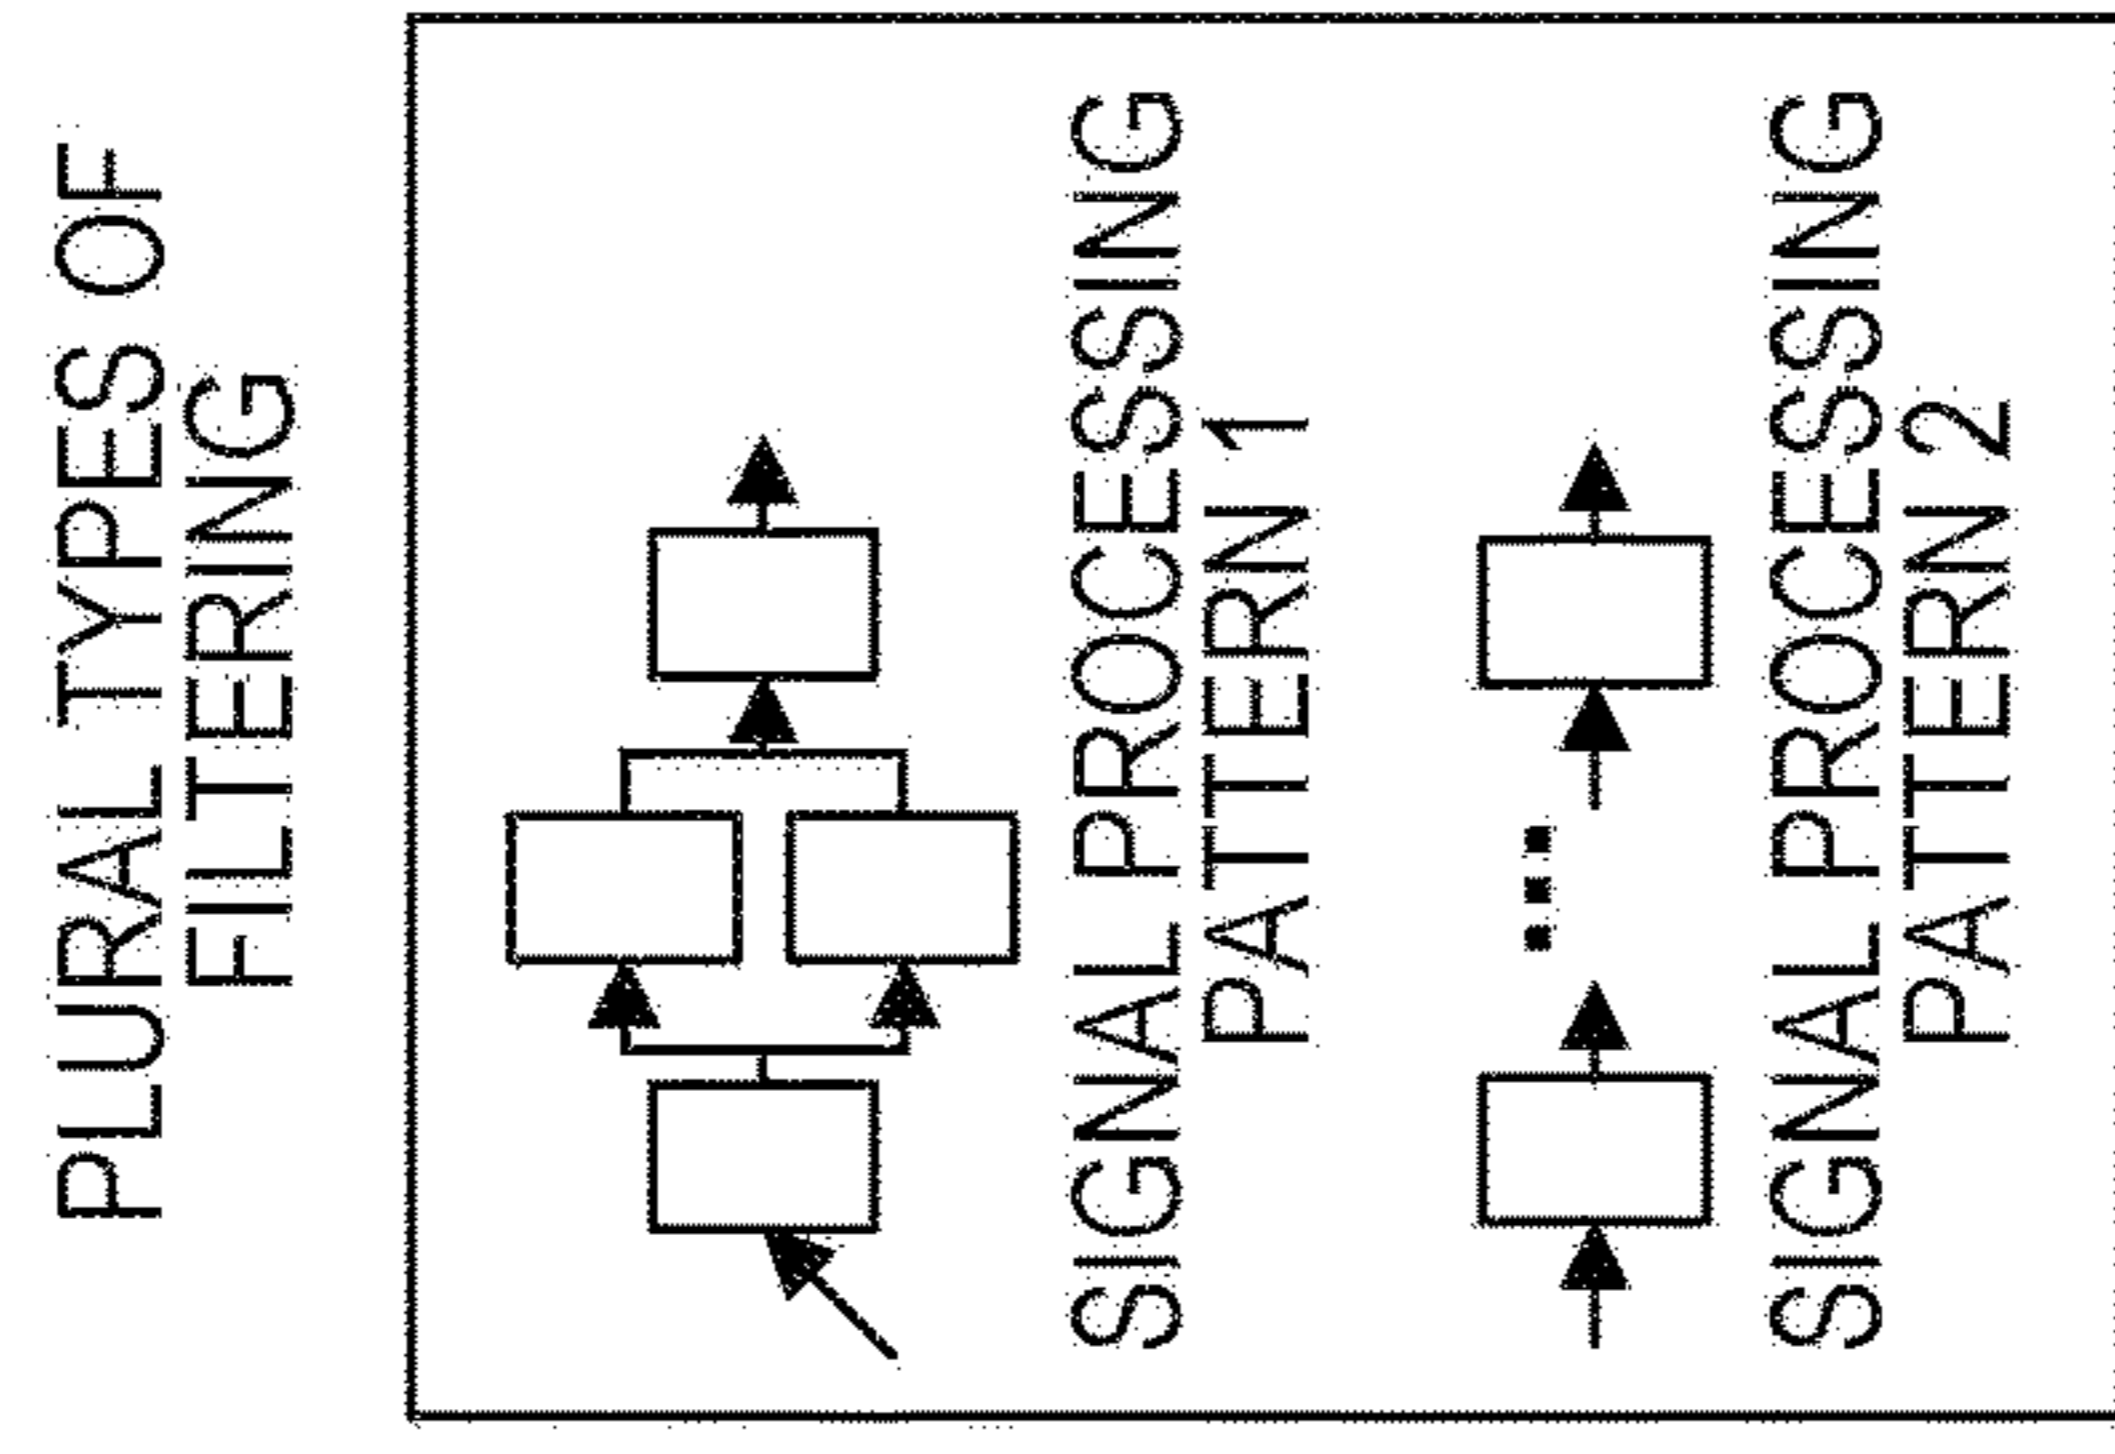 PLURAL TYPES OF
FILTERING
SIGNAL PROCESSING
PATTERN 1
SIGNAL PROCESSING
PATTERN 2